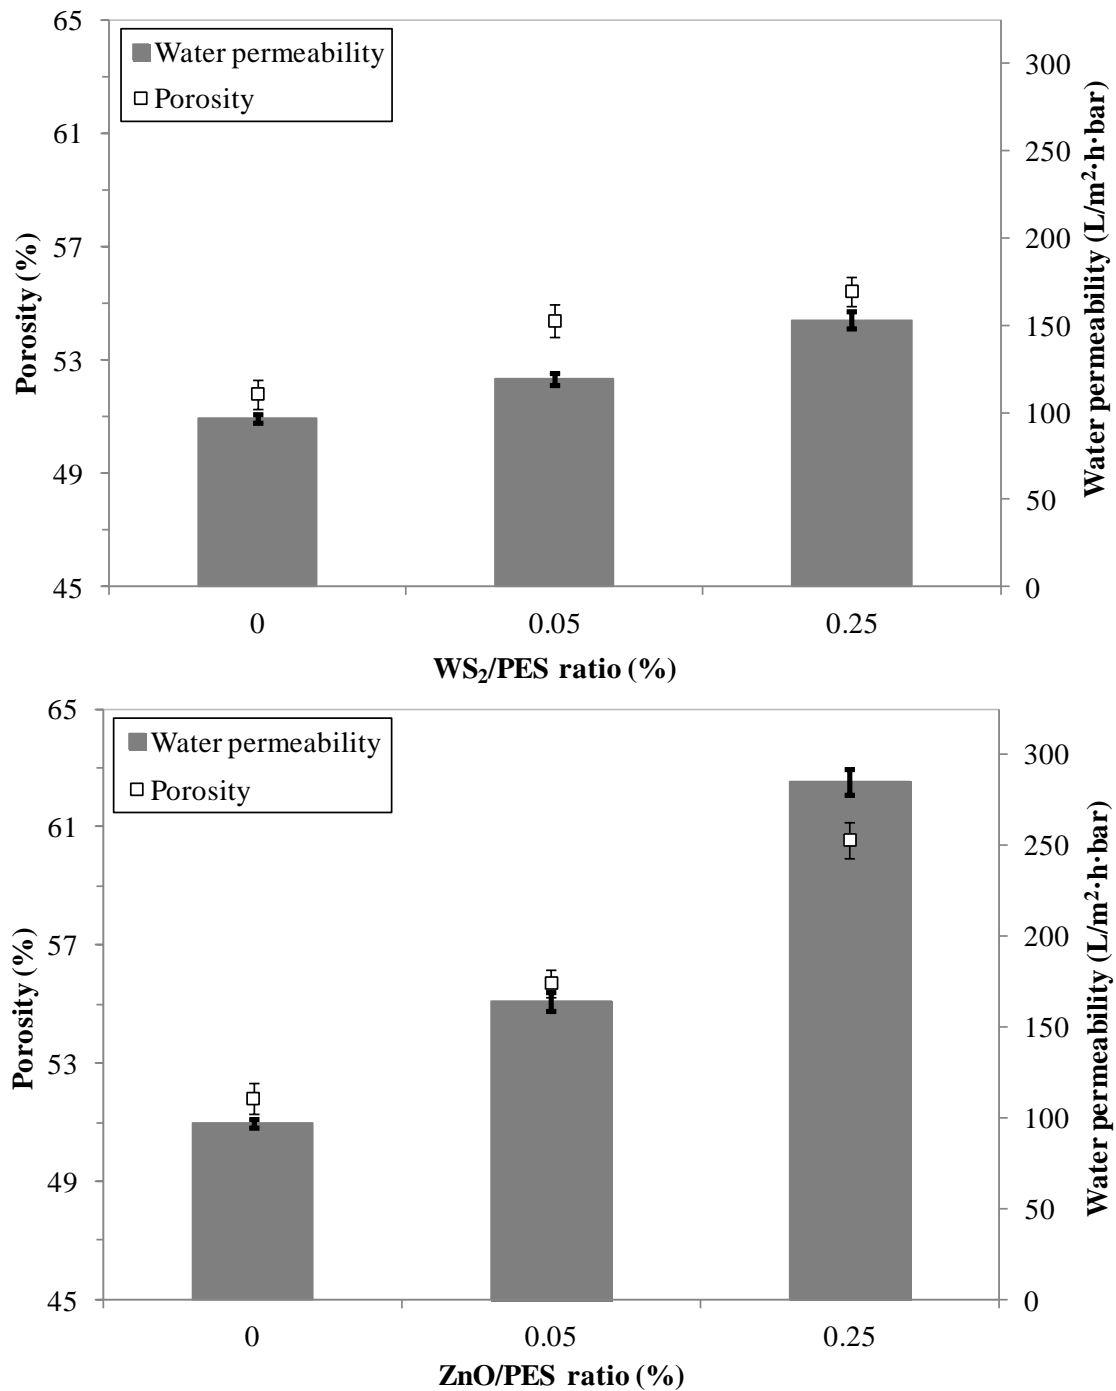 65
61
57
53
49
45
Porosity (%)
Water permeability
Porosity
300
250
200
150
100
50
0
Water permeability (L/m²·h·bar)
0 0.05 0.25
WS₂/PES ratio (%)
65
61
57
53
49
45
Porosity (%)
Water permeability
Porosity
300
250
200
150
100
50
0
Water permeability (L/m²·h·bar)
0 0.05 0.25
ZnO/PES ratio (%)